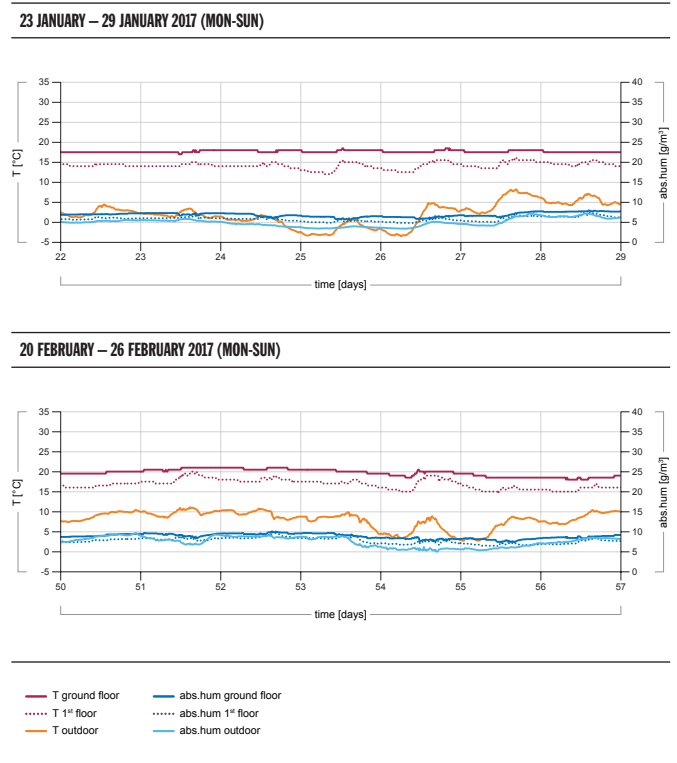 23 JANUARY – 29 JANUARY 2017 (MON-SUN)
35 40
30 35
25 30
20 25
15 20
10 15
5 10
0 5
-5 0
T [°C]
abs.hum [g/m³]
22 23 24 25 26 27 28 29
time [days]
20 FEBRUARY – 26 FEBRUARY 2017 (MON-SUN)
35 40
30 35
25 30
20 25
15 20
10 15
5 10
0 5
-5 0
T [°C]
abs.hum [g/m³]
50 51 52 53 54 55 56 57
time [days]
T ground floor abs.hum ground floor
T 1st floor abs.hum 1st floor
T outdoor abs.hum outdoor